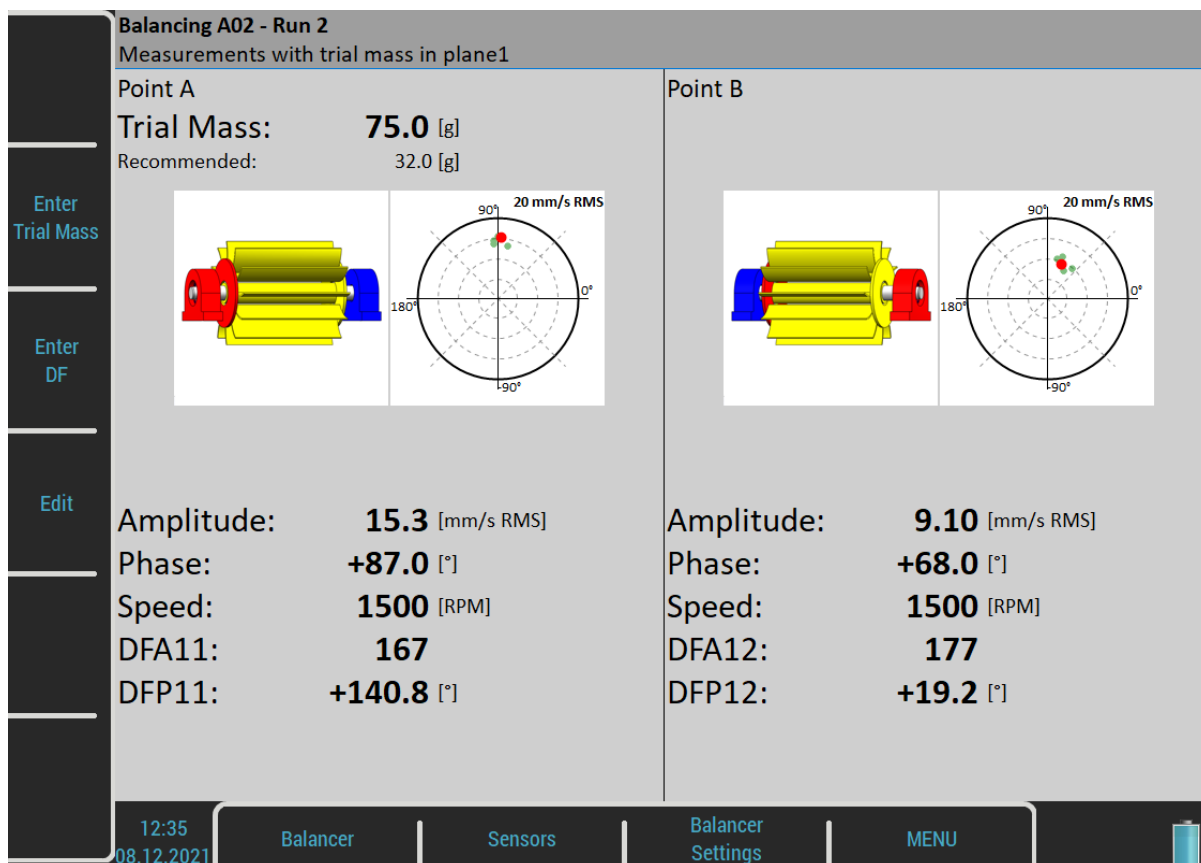 Balancing A02 - Run 2
Measurements with trial mass in plane1
Enter
Trial Mass
Enter
DF
Edit
Point A
Trial Mass: 75.0 [g]
Recommended: 32.0 [g]
20 mm/s RMS
90°
0°
180°
-90°
Amplitude: 15.3 [mm/s RMS]
Phase: +87.0 [°]
Speed: 1500 [RPM]
DFA11: 167
DFP11: +140.8 [°]
Point B
20 mm/s RMS
90°
0°
180°
-90°
Amplitude: 9.10 [mm/s RMS]
Phase: +68.0 [°]
Speed: 1500 [RPM]
DFA12: 177
DFP12: +19.2 [°]
12:35
08.12.2021
Balancer
Sensors
Balancer
Settings
MENU